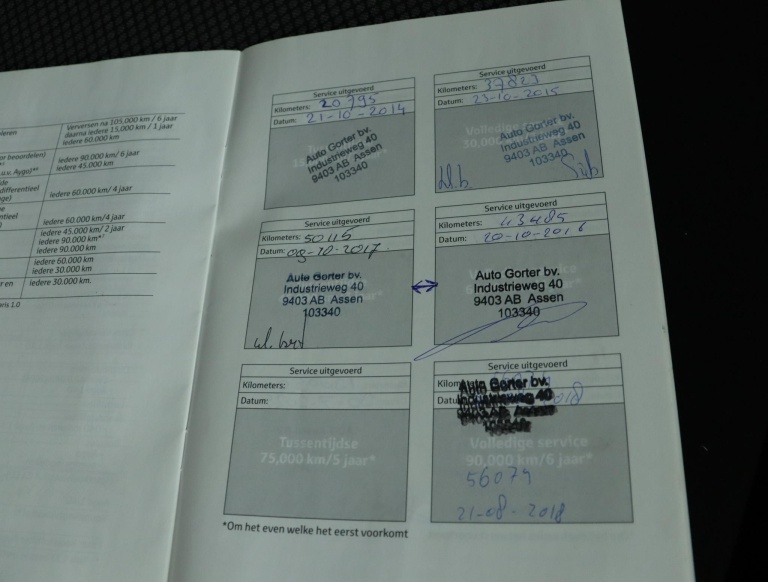 Verversen na 105.000 km / 6 jaar
daarna iedere 15.000 km / 1 jaar
iedere 60.000 km
iedere 90.000 km/ 6 jaar
iedere 45.000 km
iedere 60.000 km/ 4 jaar
iedere 60.000 km/4 jaar
iedere 45.000 km/ 2 jaar
iedere 90.000 km*
iedere 90.000 km
iedere 60.000 km
iedere 30.000 km
iedere 30.000 km.
Service uitgevoerd
Kilometers: 20795
Datum: 21-10-2014
Auto Gorter bv.
Industrieweg 40
9403 AB Assen
103340
Service uitgevoerd
Kilometers:
Datum: 23-10-2015
Volledige
30.000
Auto Gorter bv.
Industrieweg 40
9403 AB Assen
103340
Service uitgevoerd
Kilometers: 50115
Datum: 09-10-2017
Auto Gorter bv.
Industrieweg 40
9403 AB Assen
103340
Service uitgevoerd
Kilometers: 43485
Datum: 20-10-2016
Auto Gorter bv.
Industrieweg 40
9403 AB Assen
103340
Service uitgevoerd
Kilometers:
Datum:
Tussentijdse
75,000 km/5 jaar*
Service uitgevoerd
Auto Gorter bv.
Industrieweg 40
9403 AB Assen
Volledige service
90,000 km/6 jaar*
56074
21-08-2018
*Om het even welke het eerst voorkomt